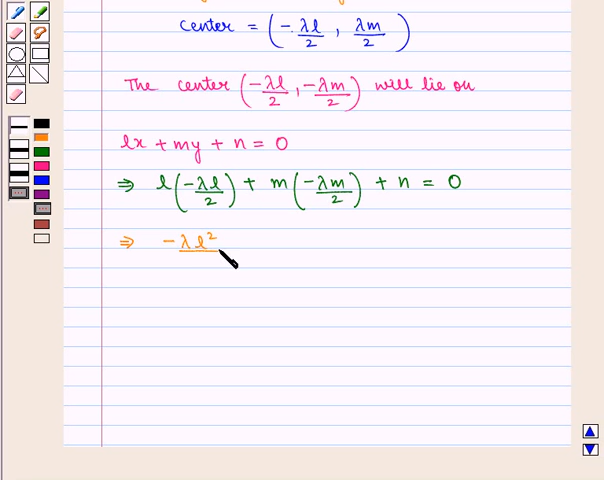 center = (-λl/2, λm/2)
The center (-λl/2, -λm/2) will lie on
lx + my + n = 0
⇒ l(-λl/2) + m(-λm/2) + n = 0
⇒ -λl²